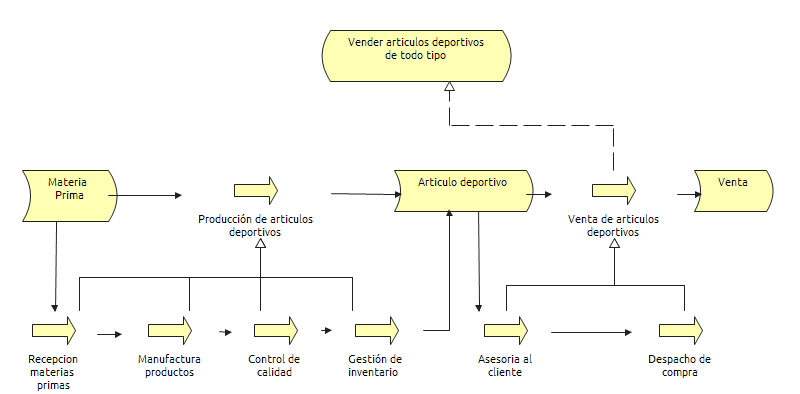 Vender articulos deportivos
de todo tipo
Materia
Prima
Producción de articulos
deportivos
Articulo deportivo
Venta de articulos
deportivos
Venta
Recepcion
materias
primas
Manufactura
productos
Control de
calidad
Gestión de
inventario
Asesoria al
cliente
Despacho de
compra